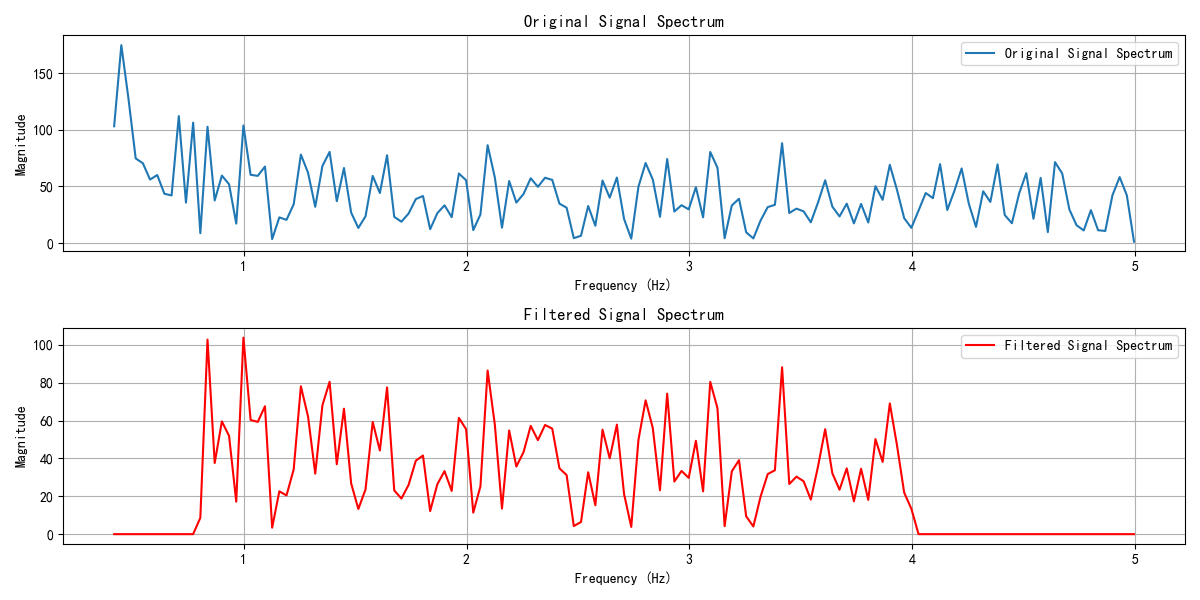 Original Signal Spectrum
Original Signal Spectrum
150
100
50
0
Magnitude
1 2 3 4 5
Frequency (Hz)
Filtered Signal Spectrum
Filtered Signal Spectrum
100
80
60
40
20
0
Magnitude
1 2 3 4 5
Frequency (Hz)